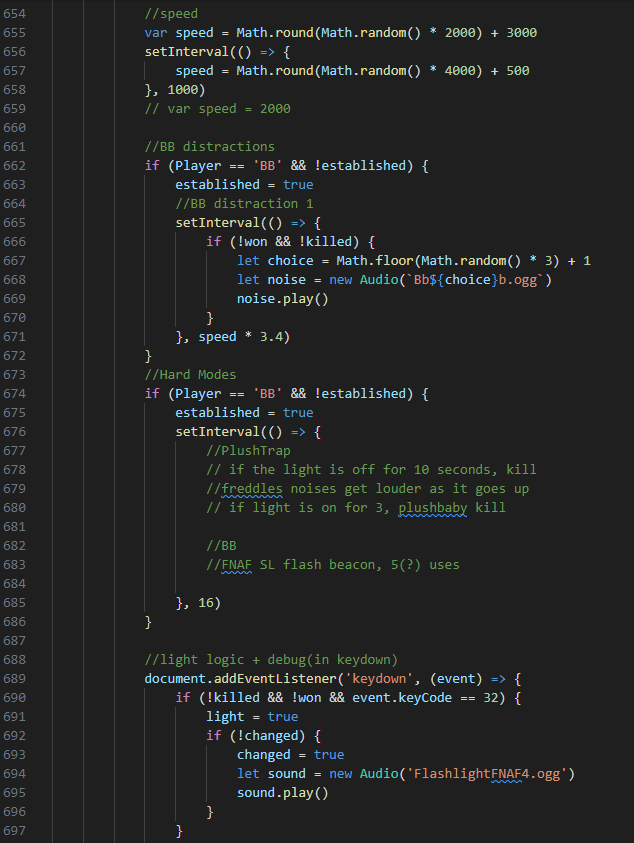 654 //speed
655 var speed = Math.round(Math.random() * 2000) + 3000
656 setInterval(() => {
657     speed = Math.round(Math.random() * 4000) + 500
658 }, 1000)
659 // var speed = 2000
660
661 //BB distractions
662 if (Player == 'BB' && !established) {
663     established = true
664     //BB distraction 1
665     setInterval(() => {
666         if (!won && !killed) {
667             let choice = Math.floor(Math.random() * 3) + 1
668             let noise = new Audio(`Bb${choice}b.ogg`)
669             noise.play()
670         }
671     }, speed * 3.4)
672 }
673 //Hard Modes
674 if (Player == 'BB' && !established) {
675     established = true
676     setInterval(() => {
677         //PlushTrap
678         // if the light is off for 10 seconds, kill
679         //freddles noises get louder as it goes up
680         // if light is on for 3, plushbaby kill
681
682         //BB
683         //FNAF SL flash beacon, 5(?) uses
684
685     }, 16)
686 }
687
688 //light logic + debug(in keydown)
689 document.addEventListener('keydown', (event) => {
690     if (!killed && !won && event.keyCode == 32) {
691         light = true
692         if (!changed) {
693             changed = true
694             let sound = new Audio('FlashlightFNAF4.ogg')
695             sound.play()
696         }
697     }